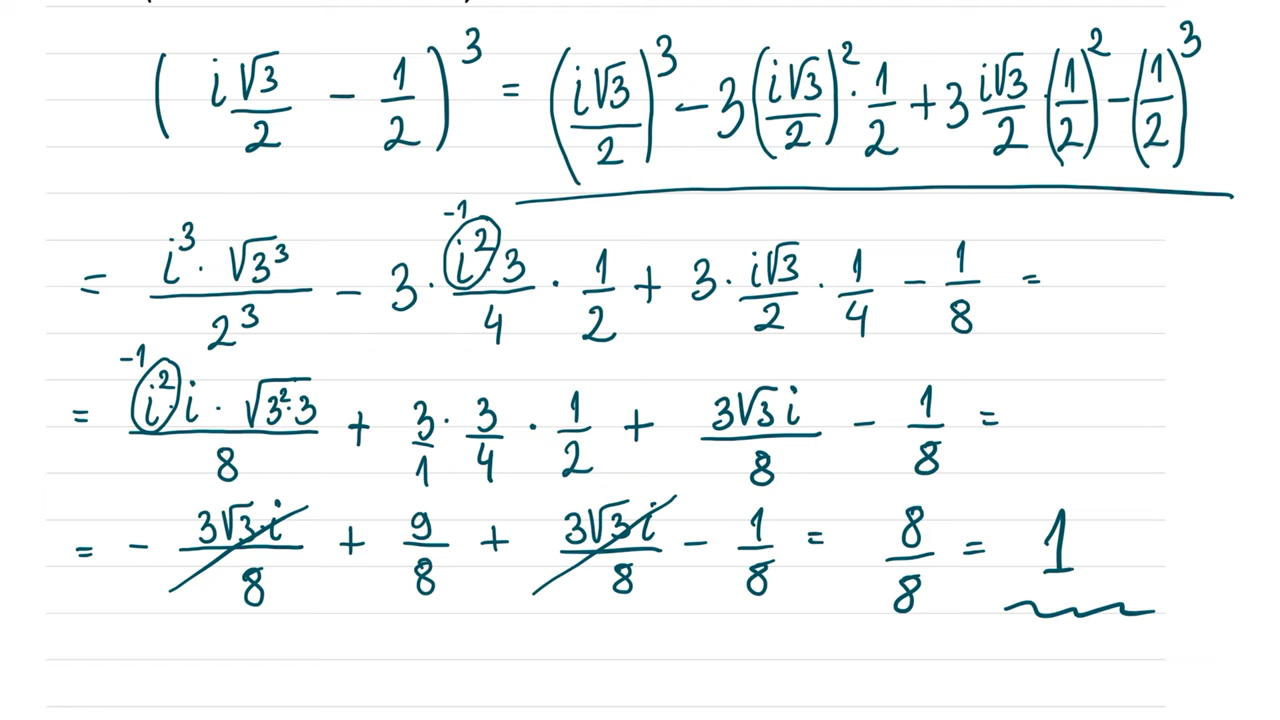 ( i√3/2 − 1/2 )³ = (i√3/2)³ − 3(i√3/2)² · 1/2 + 3 i√3/2 · (1/2)² − (1/2)³
−1
= i³ · √3³ / 2³ − 3 · i² · 3 / 4 · 1/2 + 3 · i√3/2 · 1/4 − 1/8 =
−1
= i² · i · √(3²·3) / 8 + 3/1 · 3/4 · 1/2 + 3√3 i / 8 − 1/8 =
= − 3√3·i / 8 + 9/8 + 3√3 i / 8 − 1/8 = 8/8 = 1